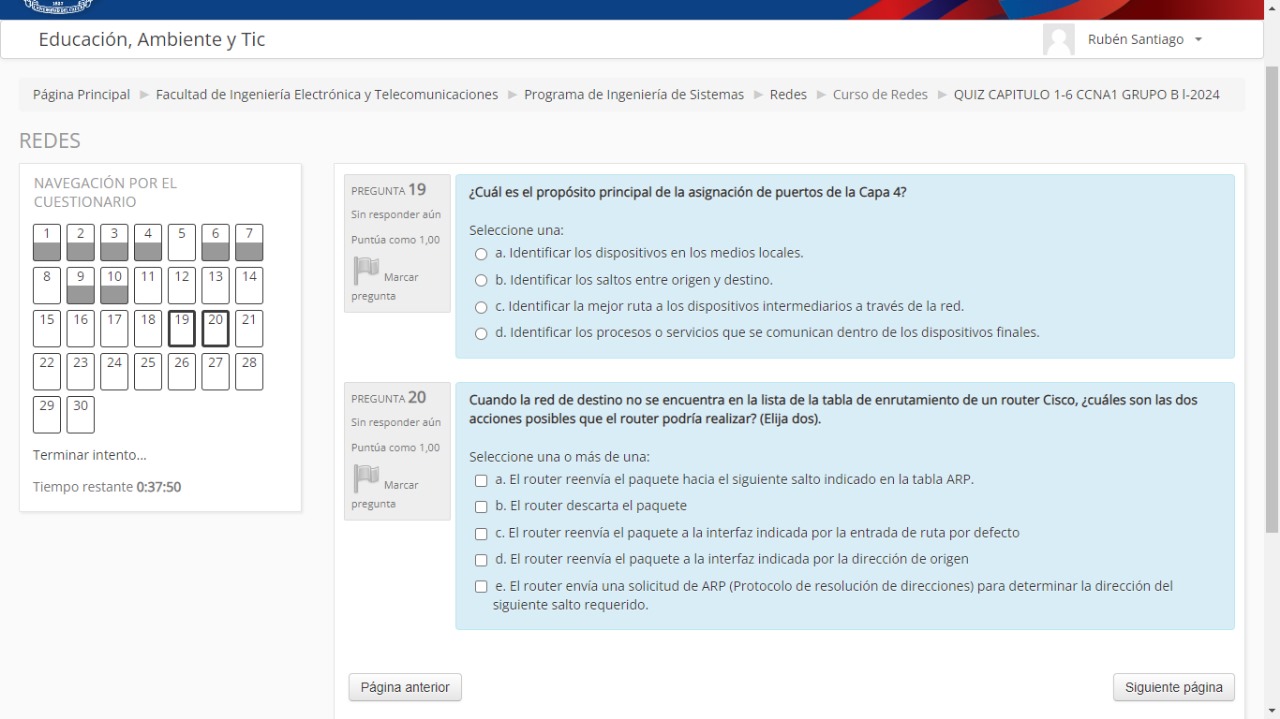 Educación, Ambiente y Tic
Rubén Santiago
Página Principal Facultad de Ingeniería Electrónica y Telecomunicaciones Programa de Ingeniería de Sistemas Redes Curso de Redes QUIZ CAPITULO 1-6 CCNA1 GRUPO B I-2024
REDES
NAVEGACIÓN POR EL
CUESTIONARIO
1 2 3 4 5 6 7
8 9 10 11 12 13 14
15 16 17 18 19 20 21
22 23 24 25 26 27 28
29 30
Terminar intento...
Tiempo restante 0:37:50
PREGUNTA 19
Sin responder aún
Puntúa como 1,00
Marcar
pregunta
¿Cuál es el propósito principal de la asignación de puertos de la Capa 4?
Seleccione una:
a. Identificar los dispositivos en los medios locales.
b. Identificar los saltos entre origen y destino.
c. Identificar la mejor ruta a los dispositivos intermediarios a través de la red.
d. Identificar los procesos o servicios que se comunican dentro de los dispositivos finales.
PREGUNTA 20
Sin responder aún
Puntúa como 1,00
Marcar
pregunta
Cuando la red de destino no se encuentra en la lista de la tabla de enrutamiento de un router Cisco, ¿cuáles son las dos
acciones posibles que el router podría realizar? (Elija dos).
Seleccione una o más de una:
a. El router reenvía el paquete hacia el siguiente salto indicado en la tabla ARP.
b. El router descarta el paquete
c. El router reenvía el paquete a la interfaz indicada por la entrada de ruta por defecto
d. El router reenvía el paquete a la interfaz indicada por la dirección de origen
e. El router envía una solicitud de ARP (Protocolo de resolución de direcciones) para determinar la dirección del
siguiente salto requerido.
Página anterior
Siguiente página